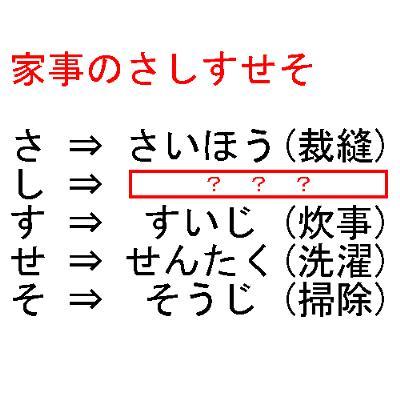 家事のさしすせそ
さ ⇒ さいほう(裁縫)
し ⇒ ? ? ?
す ⇒ すいじ(炊事)
せ ⇒ せんたく(洗濯)
そ ⇒ そうじ(掃除)